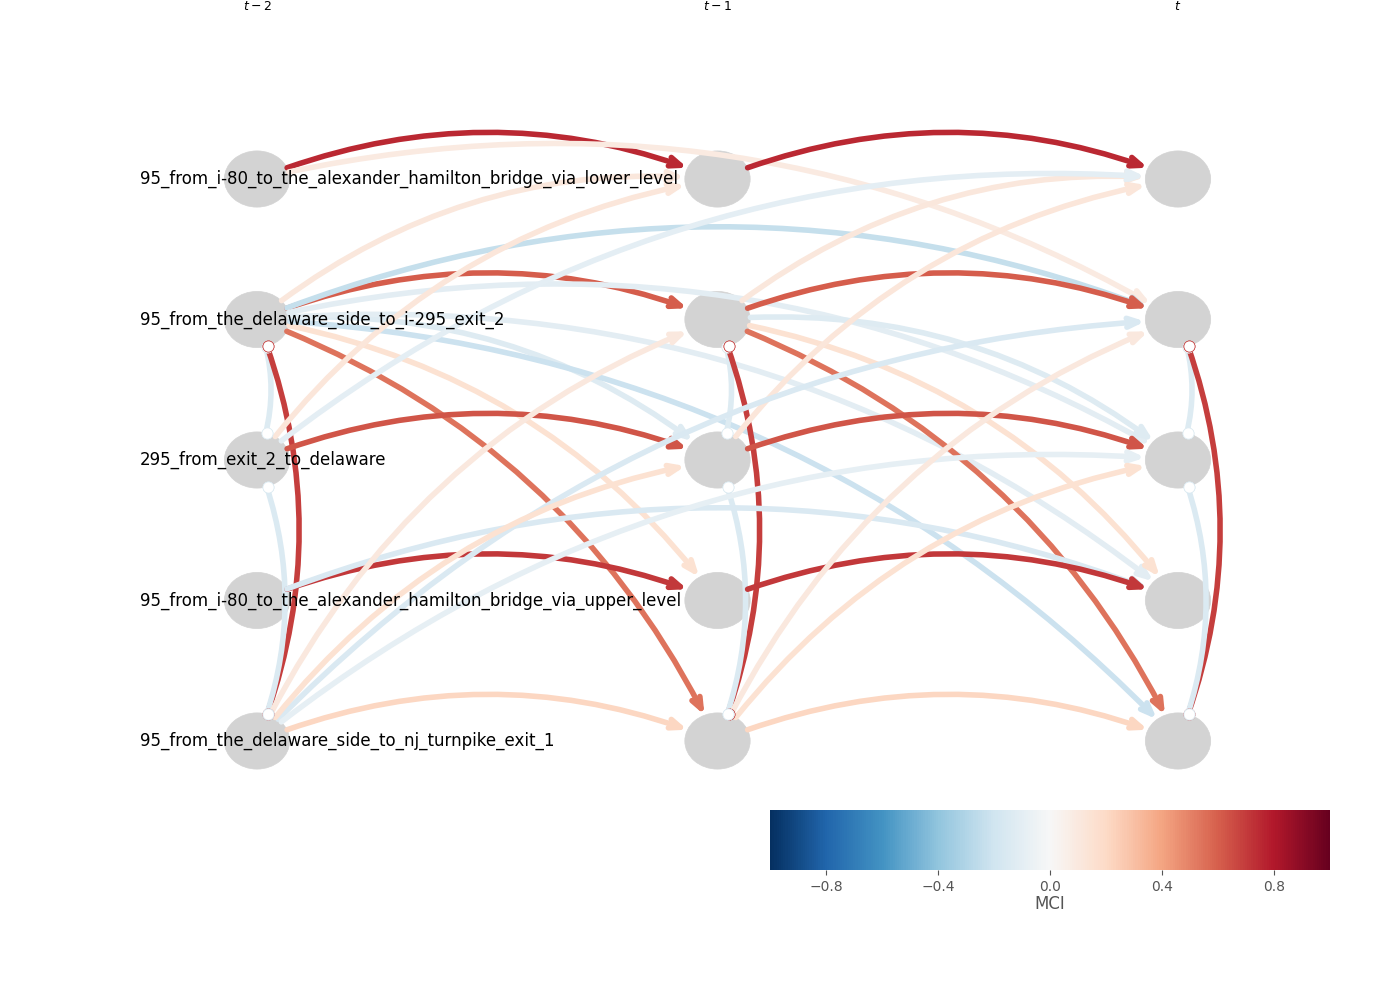 t − 2 t − 1 t
95_from_i-80_to_the_alexander_hamilton_bridge_via_lower_level
95_from_the_delaware_side_to_i-295_exit_2
295_from_exit_2_to_delaware
95_from_i-80_to_the_alexander_hamilton_bridge_via_upper_level
95_from_the_delaware_side_to_nj_turnpike_exit_1
−0.8 −0.4 0.0 0.4 0.8
MCI